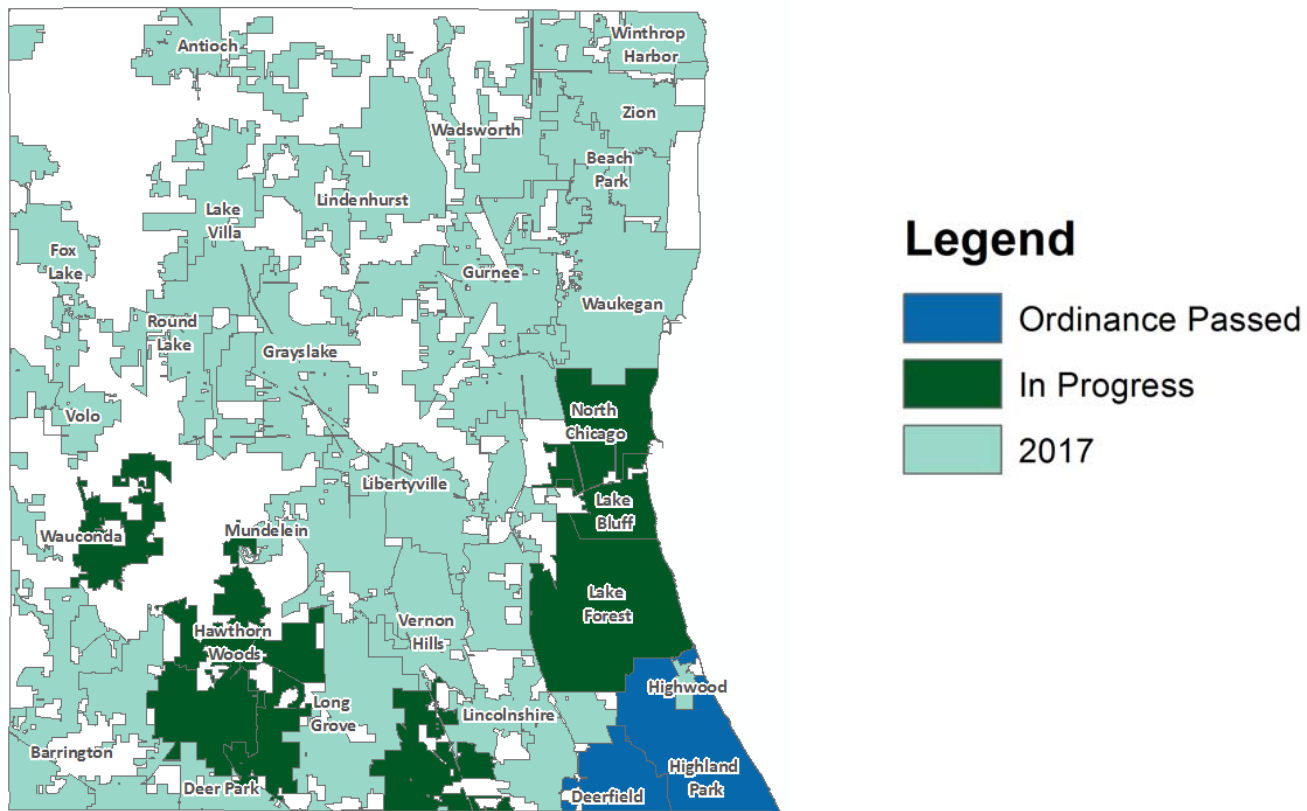 Antioch
Winthrop
Harbor
Zion
Wadsworth
Beach
Park
Lindenhurst
Lake
Villa
Fox
Lake
Gurnee
Waukegan
Round
Lake
Grayslake
Volo
North
Chicago
Libertyville
Lake
Bluff
Wauconda
Mundelein
Lake
Forest
Vernon
Hills
Hawthorn
Woods
Highwood
Long
Grove
Lincolnshire
Barrington
Highland
Park
Deer Park
Deerfield
Legend
Ordinance Passed
In Progress
2017